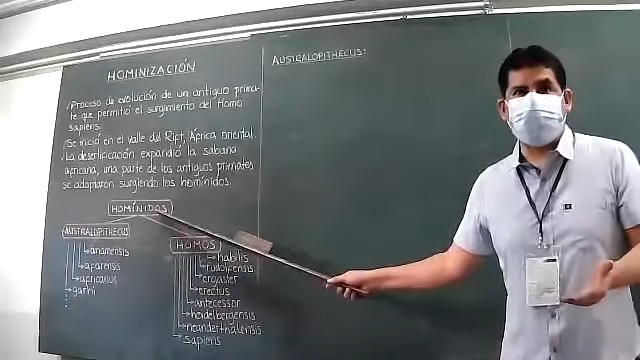 HOMINIZACIÓN
Proceso de evolución de un antiguo prima-
te que permitió el surgimiento del Homo
sapiens.
Se inició en el valle del Rift, África oriental.
La desertificación expandió la sabana
africana, una parte de los antiguos primates
se adaptaron surgiendo los homínidos.
HOMÍNIDOS
AUSTRALOPITHECUS
anamensis
afarensis
africanus
garhi
HOMOS
habilis
rudolfensis
ergaster
erectus
antecessor
heidelbergensis
neanderthalensis
sapiens
AUSTRALOPITHECUS: